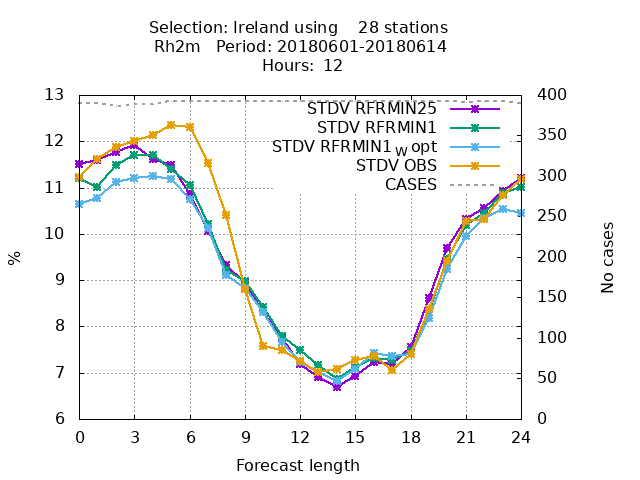 Selection: Ireland using    28 stations
Rh2m   Period: 20180601-20180614
Hours:  12
STDV RFRMIN25
STDV RFRMIN1
STDV RFRMIN1 W opt
STDV OBS
CASES
13
12
11
10
9
8
7
6
%
400
350
300
250
200
150
100
50
0
No cases
0 3 6 9 12 15 18 21 24
Forecast length